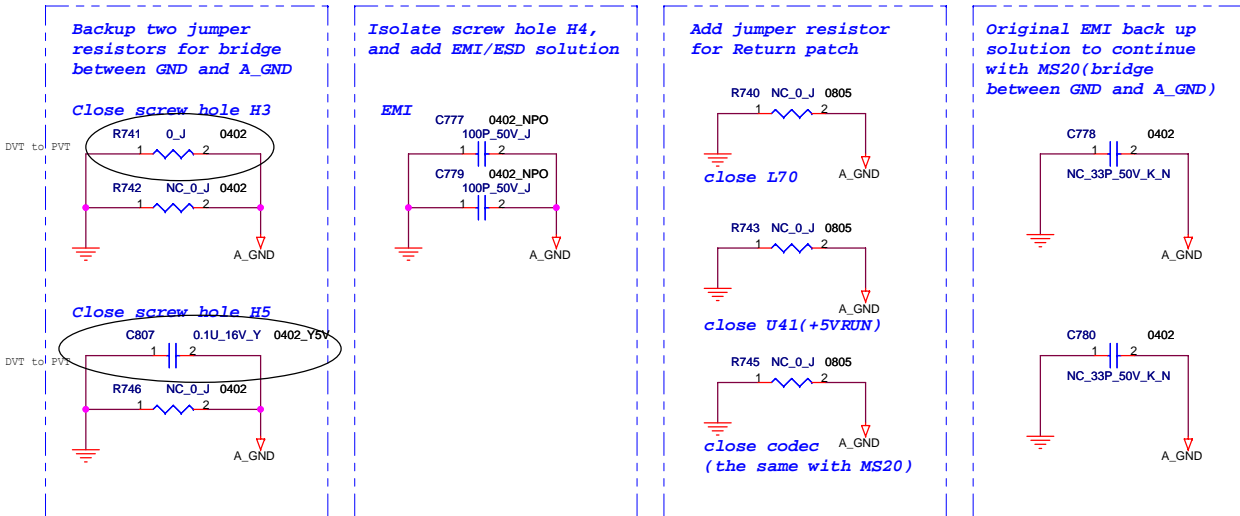 Backup two jumper
resistors for bridge
between GND and A_GND
Close screw hole H3
DVT to PVT
R741 0_J 0402
1 2
R742 NC_0_J 0402
1 2
A_GND
Close screw hole H5
DVT to PVT
C807 0.1U_16V_Y 0402_Y5V
1 2
R746 NC_0_J 0402
1 2
A_GND
Isolate screw hole H4,
and add EMI/ESD solution
EMI
C777 0402_NPO
100P_50V_J
1 2
C779 0402_NPO
100P_50V_J
1 2
A_GND
Add jumper resistor
for Return patch
R740 NC_0_J 0805
1 2
A_GND
close L70
R743 NC_0_J 0805
1 2
A_GND
close U41(+5VRUN)
R745 NC_0_J 0805
1 2
A_GND
close codec
(the same with MS20)
Original EMI back up
solution to continue
with MS20(bridge
between GND and A_GND)
C778 0402
1 2
NC_33P_50V_K_N
A_GND
C780 0402
1 2
NC_33P_50V_K_N
A_GND